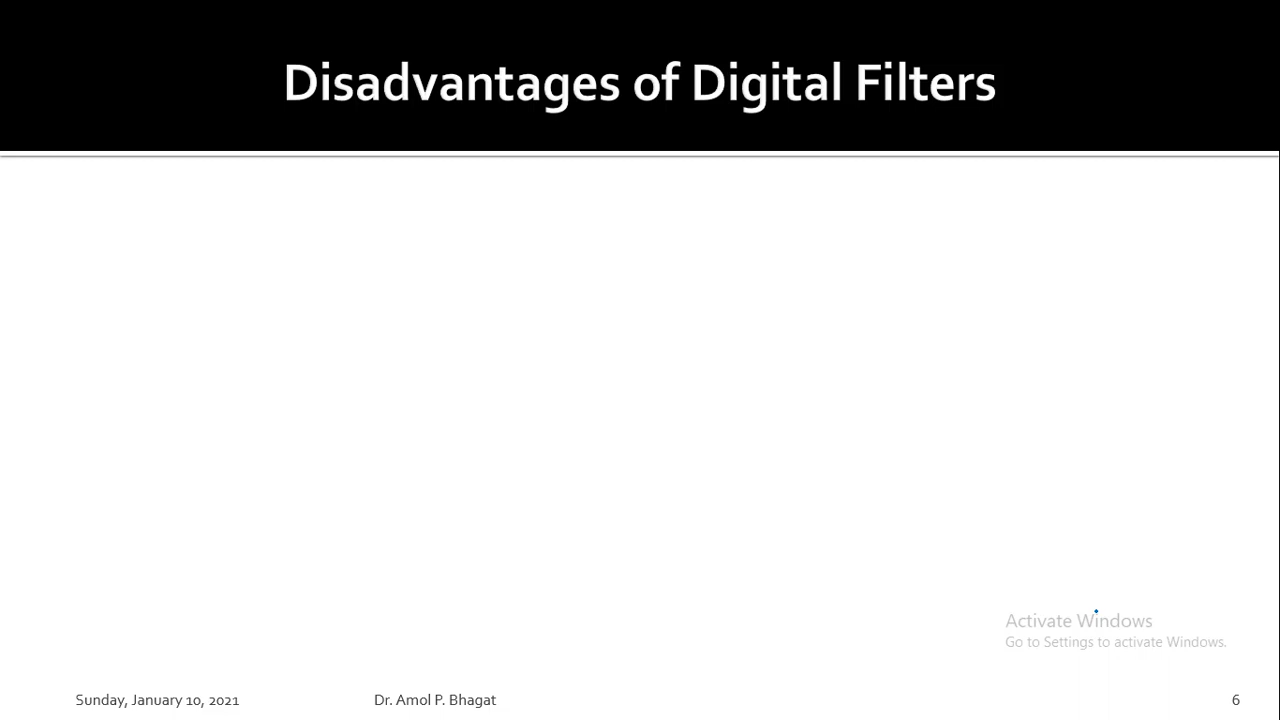 Disadvantages of Digital Filters
Activate Windows
Go to Settings to activate Windows.
Sunday, January 10, 2021 Dr. Amol P. Bhagat 6